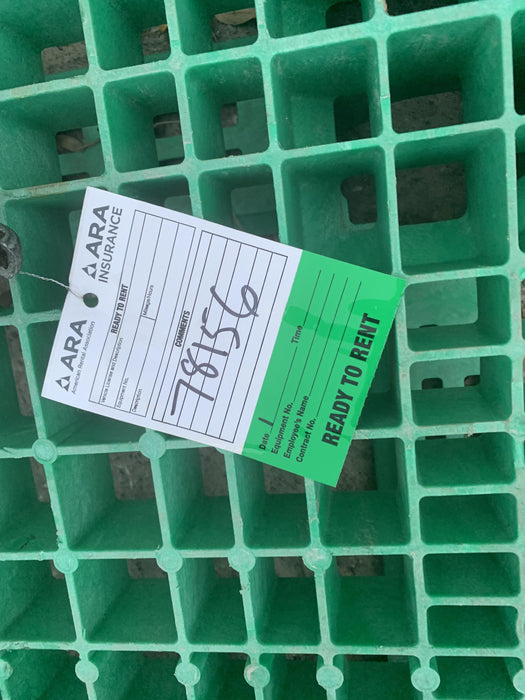 ARA
American Rental Association
ARA
INSURANCE
READY TO RENT
Vehicle, License and Description
Equipment No.
Mileage/Hours
Description
COMMENTS
78156
Date
Time
Equipment No.
Employee's Name
Contract No.
READY TO RENT